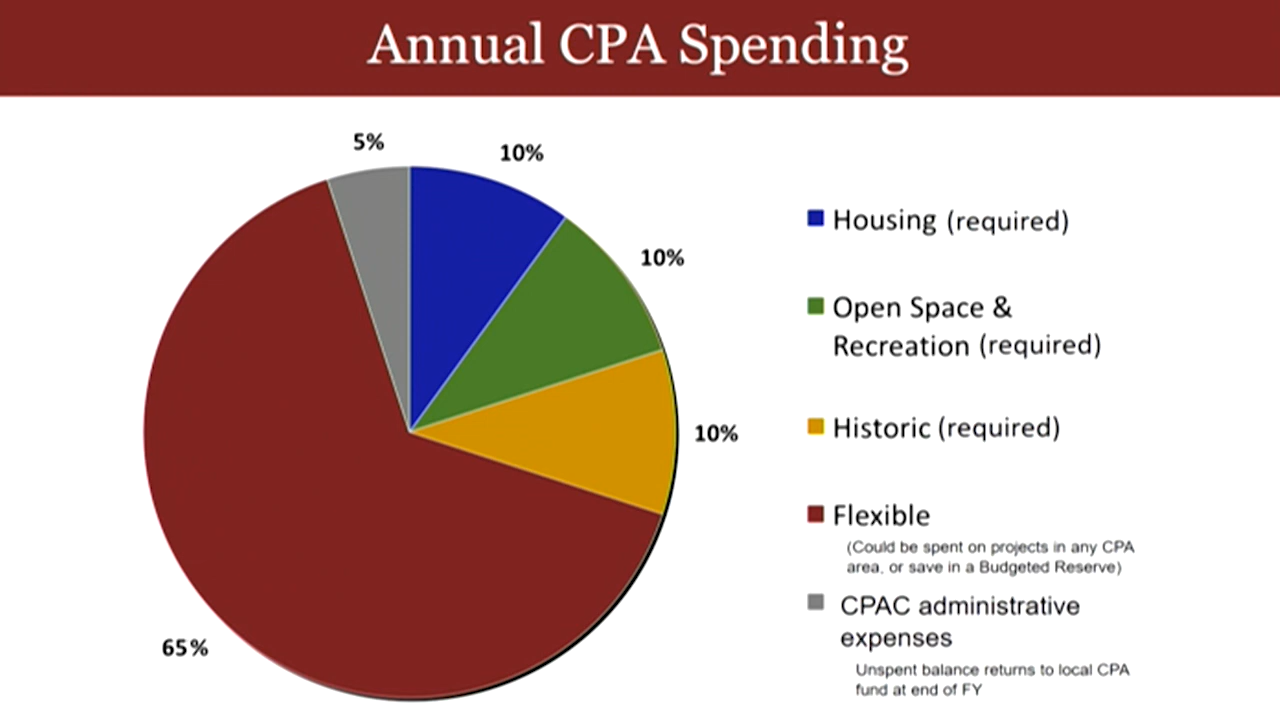 Annual CPA Spending
5%
10%
10%
10%
65%
Housing (required)
Open Space &
Recreation (required)
Historic (required)
Flexible
(Could be spent on projects in any CPA
area, or save in a Budgeted Reserve)
CPAC administrative
expenses
Unspent balance returns to local CPA
fund at end of FY